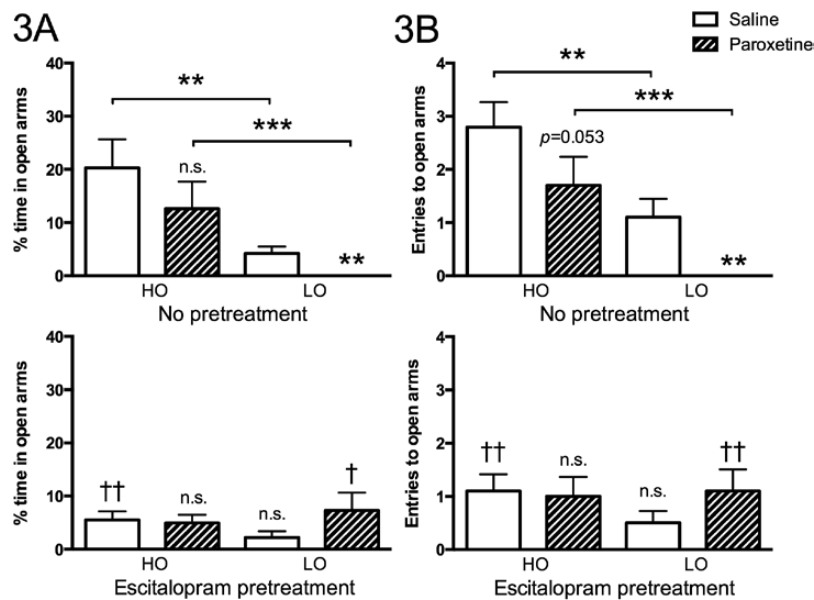 3A
3B
Saline
Paroxetine
% time in open arms
40
30
20
10
0
**
***
n.s.
**
HO
LO
No pretreatment
Entries to open arms
4
3
2
1
0
**
***
p=0.053
**
HO
LO
No pretreatment
% time in open arms
40
30
20
10
0
††
n.s.
n.s.
†
HO
LO
Escitalopram pretreatment
Entries to open arms
4
3
2
1
0
††
n.s.
n.s.
††
HO
LO
Escitalopram pretreatment